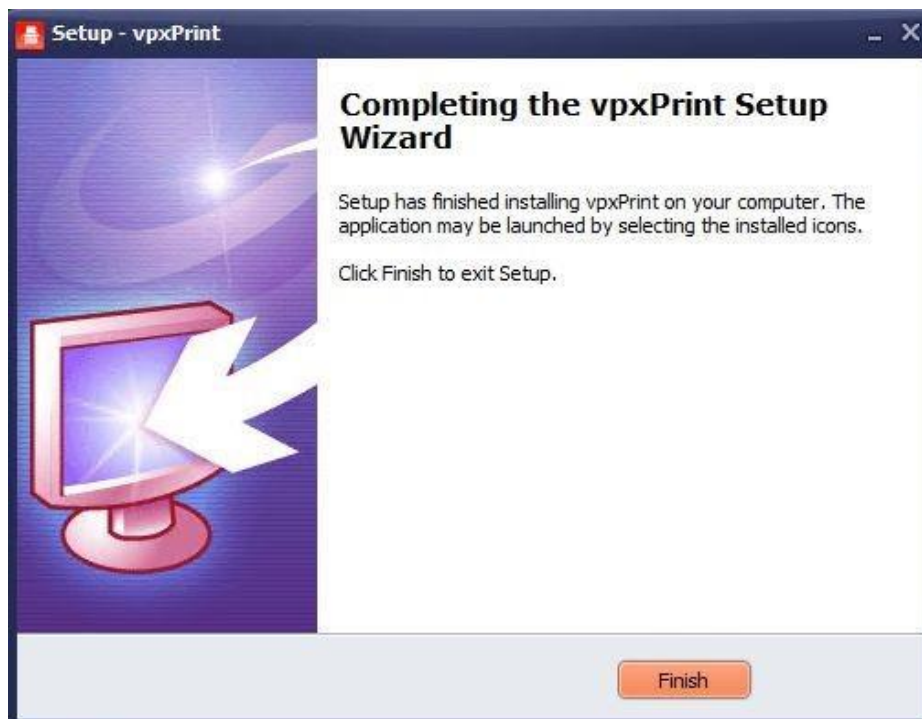 Setup - vpxPrint
Completing the vpxPrint Setup
Wizard
Setup has finished installing vpxPrint on your computer. The
application may be launched by selecting the installed icons.
Click Finish to exit Setup.
Finish